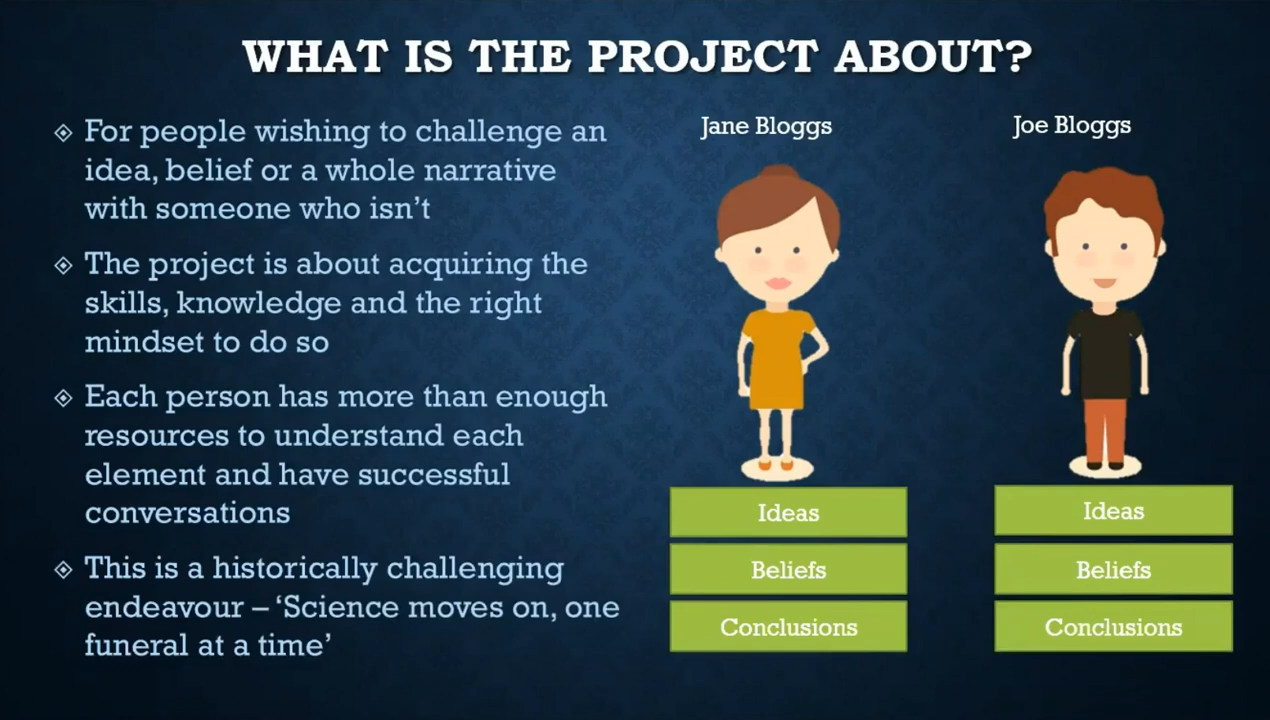 WHAT IS THE PROJECT ABOUT?
For people wishing to challenge an
idea, belief or a whole narrative
with someone who isn't
The project is about acquiring the
skills, knowledge and the right
mindset to do so
Each person has more than enough
resources to understand each
element and have successful
conversations
This is a historically challenging
endeavour – ‘Science moves on, one
funeral at a time’
Jane Bloggs
Ideas
Beliefs
Conclusions
Joe Bloggs
Ideas
Beliefs
Conclusions